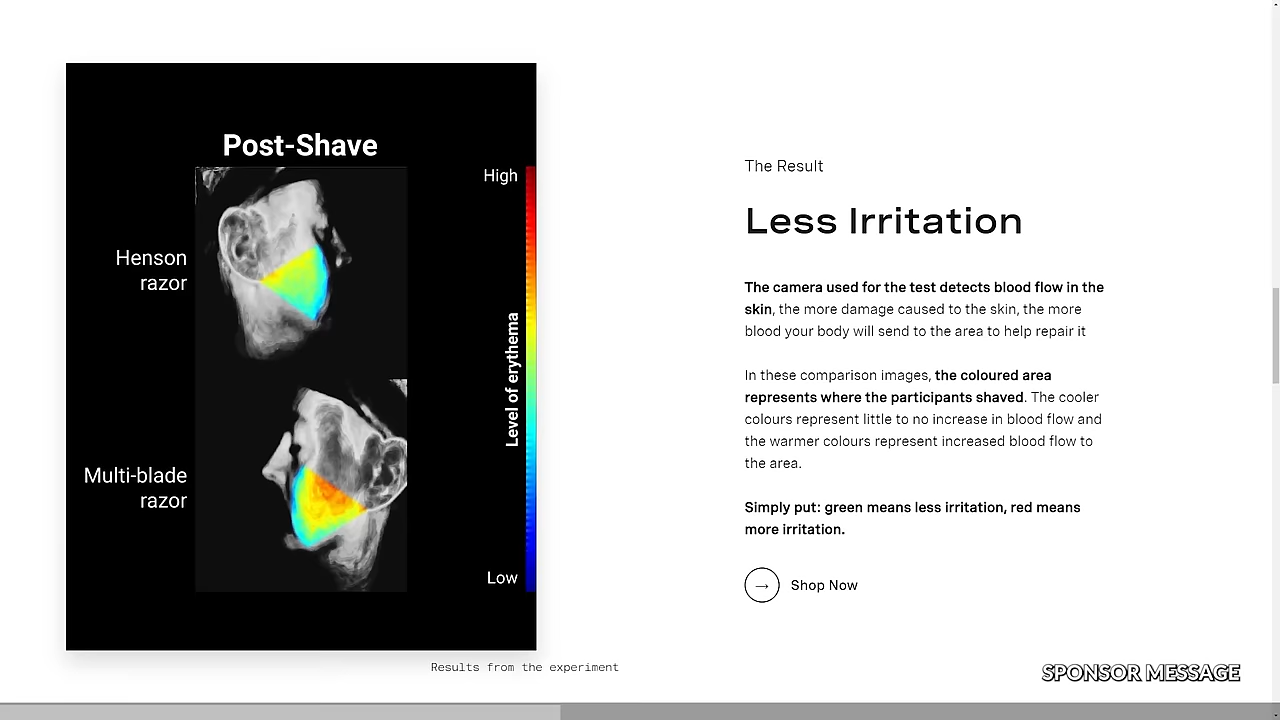 Post-Shave
High
Henson
razor
Level of erythema
Multi-blade
razor
Low
Results from the experiment
The Result
Less Irritation
The camera used for the test detects blood flow in the
skin, the more damage caused to the skin, the more
blood your body will send to the area to help repair it
In these comparison images, the coloured area
represents where the participants shaved. The cooler
colours represent little to no increase in blood flow and
the warmer colours represent increased blood flow to
the area.
Simply put: green means less irritation, red means
more irritation.
→ Shop Now
SPONSOR MESSAGE